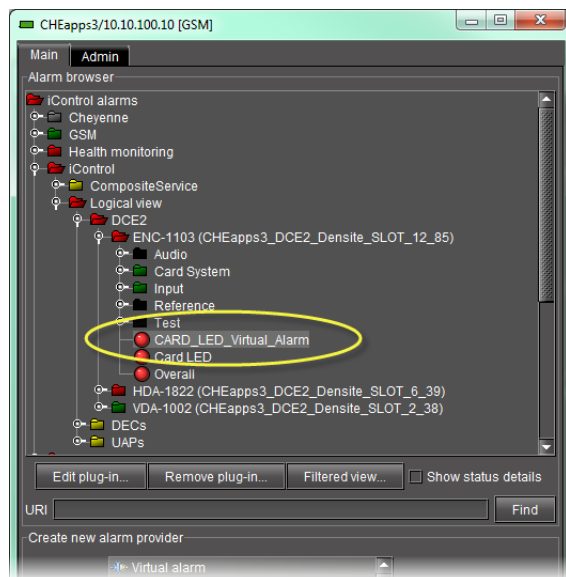 CHEapps3/10.10.100.10 [GSM]
Main Admin
Alarm browser
iControl alarms
Cheyenne
GSM
Health monitoring
iControl
CompositeService
Logical view
DCE2
ENC-1103 (CHEapps3_DCE2_Densite_SLOT_12_85)
Audio
Card System
Input
Reference
Test
CARD_LED_Virtual_Alarm
Card LED
Overall
HDA-1822 (CHEapps3_DCE2_Densite_SLOT_6_39)
VDA-1002 (CHEapps3_DCE2_Densite_SLOT_2_38)
DECs
UAPs
Edit plug-in... Remove plug-in... Filtered view... Show status details
URI Find
Create new alarm provider
Virtual alarm